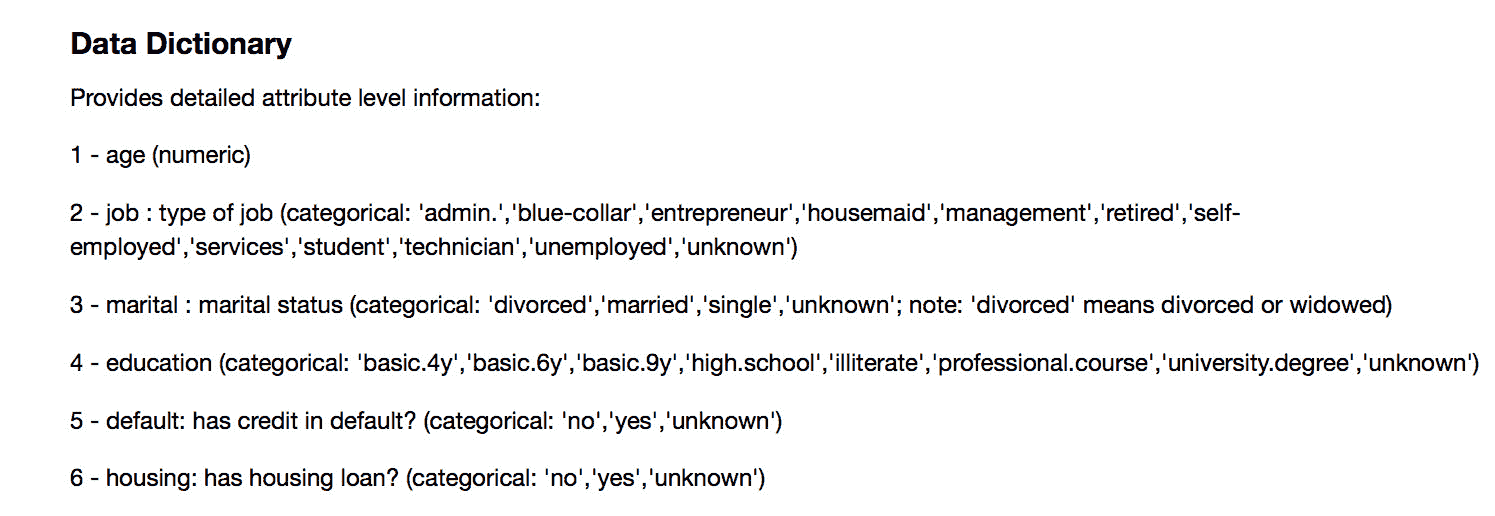 Data Dictionary
Provides detailed attribute level information:
1 - age (numeric)
2 - job : type of job (categorical: 'admin.','blue-collar','entrepreneur','housemaid','management','retired','self-
employed','services','student','technician','unemployed','unknown')
3 - marital : marital status (categorical: 'divorced','married','single','unknown'; note: 'divorced' means divorced or widowed)
4 - education (categorical: 'basic.4y','basic.6y','basic.9y','high.school','illiterate','professional.course','university.degree','unknown')
5 - default: has credit in default? (categorical: 'no','yes','unknown')
6 - housing: has housing loan? (categorical: 'no','yes','unknown')